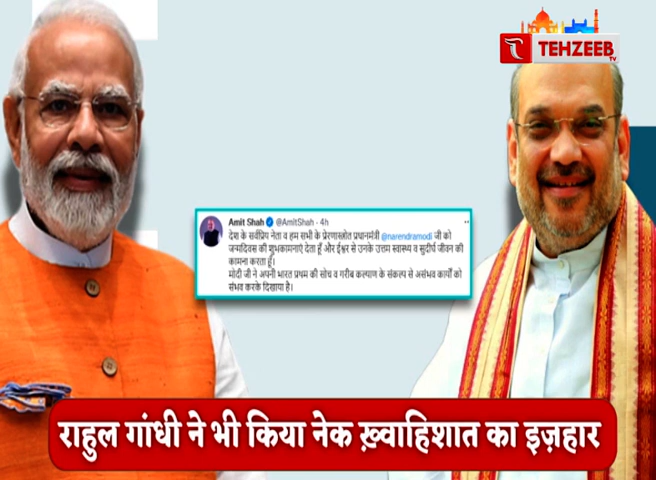 TEHZEEB
TV
Amit Shah @AmitShah · 4h
देश के सर्वप्रिय नेता व हम सभी के प्रेरणास्त्रोत प्रधानमंत्री @narendramodi जी को
जन्मदिवस की शुभकामनाएं देता हूँ और ईश्वर से उनके उत्तम स्वास्थ्य व सुदीर्घ जीवन की
कामना करता हूँ।
मोदी जी ने अपनी भारत प्रथम की सोच व गरीब कल्याण के संकल्प से असंभव कार्यों को
संभव करके दिखाया है।
राहुल गांधी ने भी किया नेक ख़्वाहिशात का इज़हार